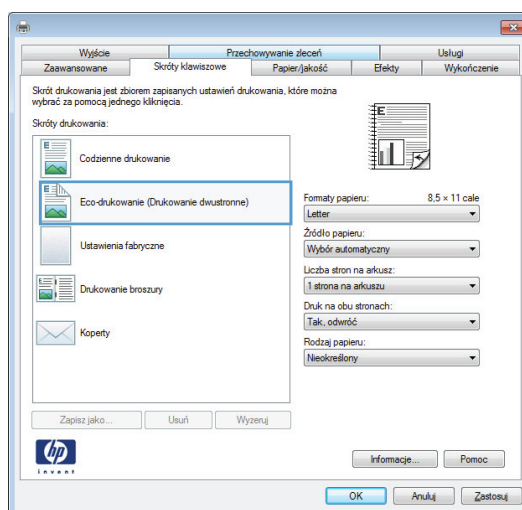 Wyjście
Przechowywanie zleceń
Usługi
Zaawansowane
Skróty klawiszowe
Papier/jakość
Efekty
Wykończenie
Skrót drukowania jest zbiorem zapisanych ustawień drukowania, które można
wybrać za pomocą jednego kliknięcia.
Skróty drukowania:
Codzienne drukowanie
Eco-drukowanie (Drukowanie dwustronne)
Ustawienia fabryczne
Drukowanie broszury
Koperty
Formaty papieru:
8,5 × 11 cale
Letter
Źródło papieru:
Wybór automatyczny
Liczba stron na arkusz:
1 strona na arkuszu
Druk na obu stronach:
Tak, odwróć
Rodzaj papieru:
Nieokreślony
Zapisz jako...
Usuń
Wyzeruj
hp
invent
Informacje...
Pomoc
OK
Anuluj
Zastosuj